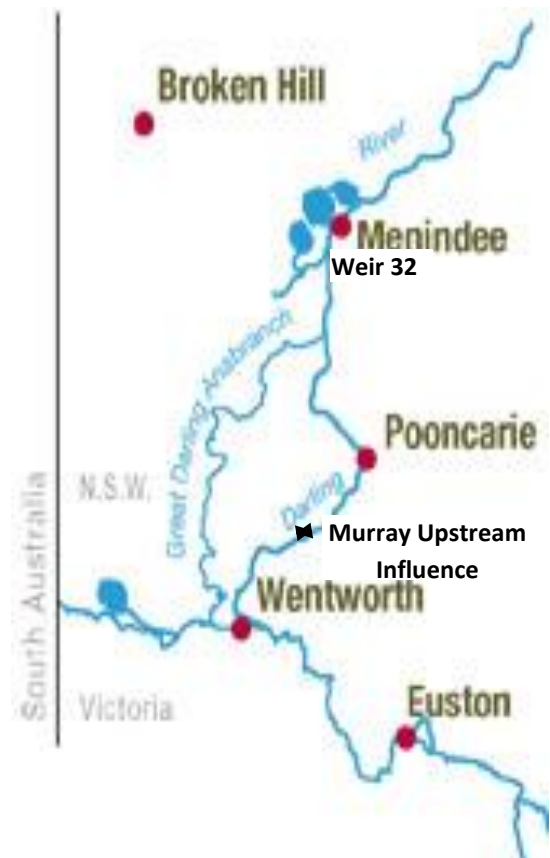 Broken Hill
River
Menindee
Weir 32
Great Darling Anabranch
Pooncarie
N.S.W.
Darling
Murray Upstream
Influence
Wentworth
South Australia
Victoria
Euston